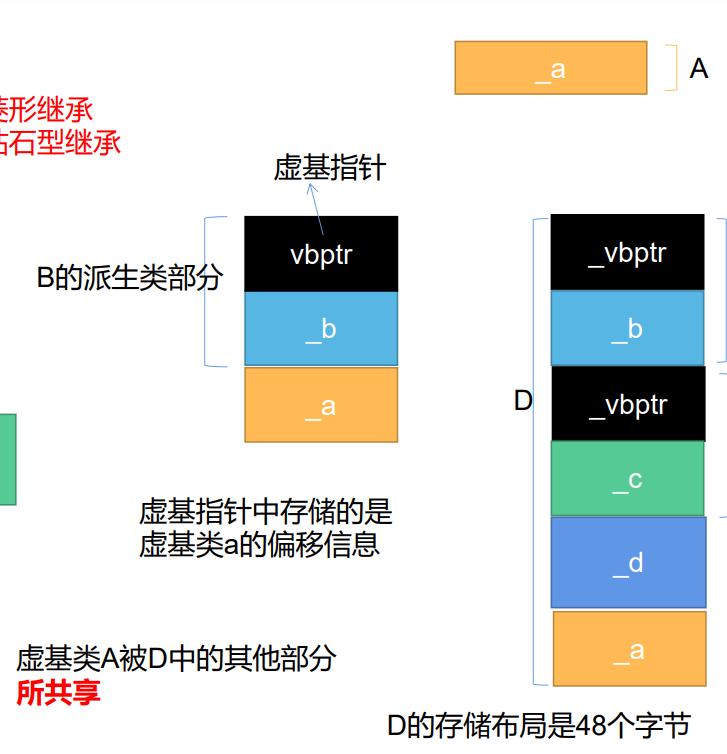 _a
A
形继承
石型继承
虚基指针
vbptr
B的派生类部分
_b
_a
_vbptr
_b
D
_vbptr
_c
_d
_a
虚基指针中存储的是
虚基类a的偏移信息
虚基类A被D中的其他部分
所共享
D的存储布局是48个字节